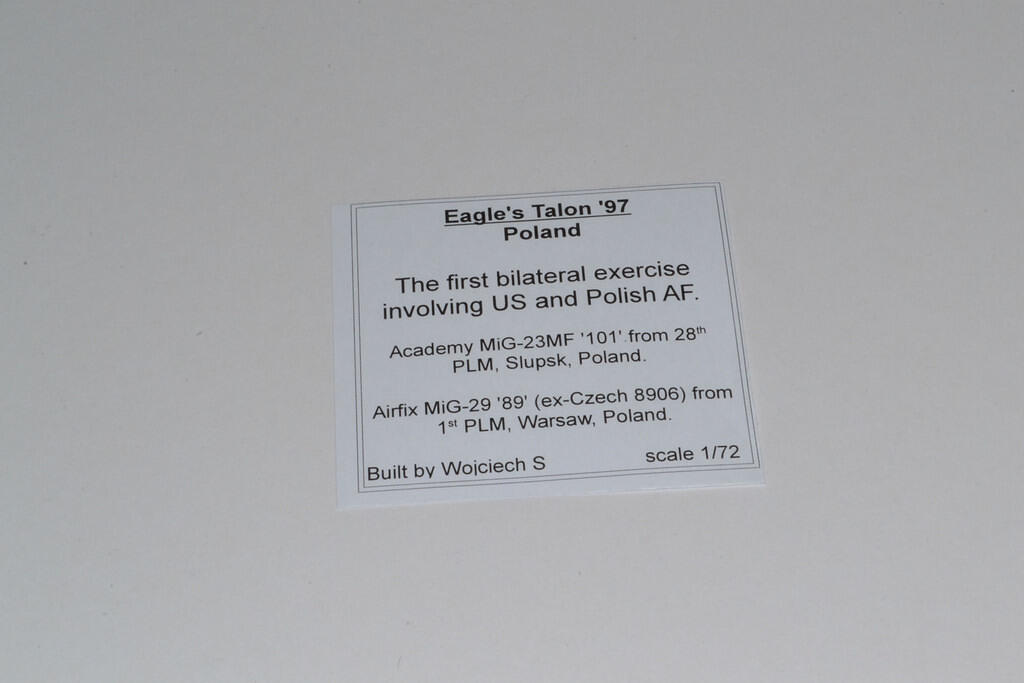 Eagle's Talon '97
Poland
The first bilateral exercise
involving US and Polish AF.
Academy MiG-23MF '101' from 28th
PLM, Slupsk, Poland.
Airfix MiG-29 '89' (ex-Czech 8906) from
1st PLM, Warsaw, Poland.
Built by Wojciech S
scale 1/72